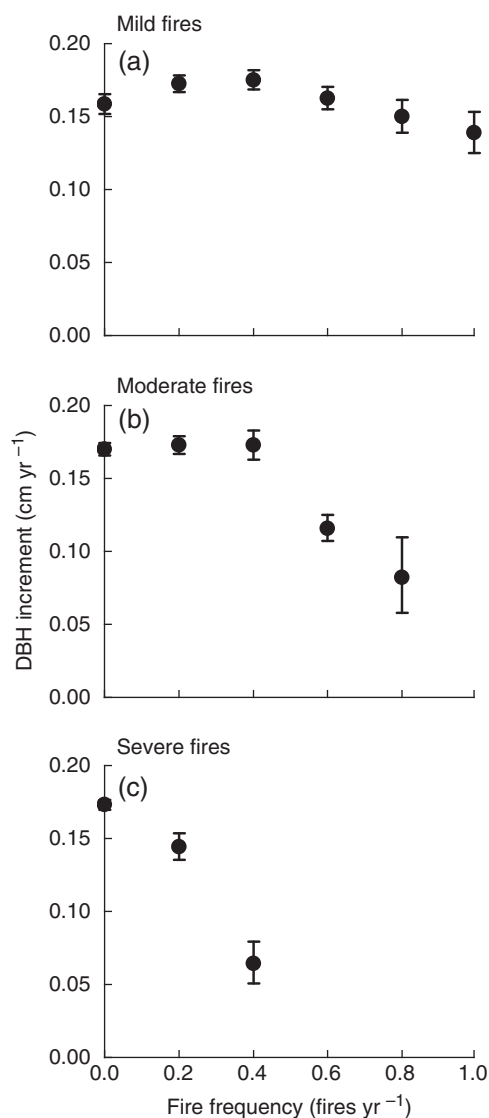 Mild fires
(a)
0.20
0.15
0.10
0.05
0.00
Moderate fires
(b)
0.20
0.15
0.10
0.05
0.00
DBH increment (cm yr⁻¹)
Severe fires
(c)
0.20
0.15
0.10
0.05
0.00
0.0 0.2 0.4 0.6 0.8 1.0
Fire frequency (fires yr⁻¹)